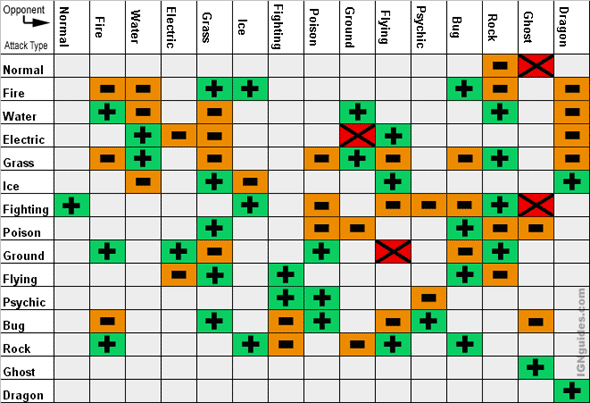 Opponent
Attack Type
Normal
Fire
Water
Electric
Grass
Ice
Fighting
Poison
Ground
Flying
Psychic
Bug
Rock
Ghost
Dragon
Normal
Fire
Water
Electric
Grass
Ice
Fighting
Poison
Ground
Flying
Psychic
Bug
Rock
Ghost
Dragon
IGNguides.com